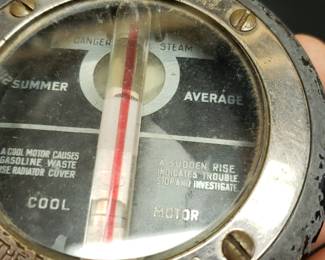 DANGER STEAM
SUMMER AVERAGE
A COOL MOTOR CAUSES
GASOLINE WASTE
USE RADIATOR COVER
A SUDDEN RISE
INDICATES TROUBLE
STOP AND INVESTIGATE
COOL MOTOR